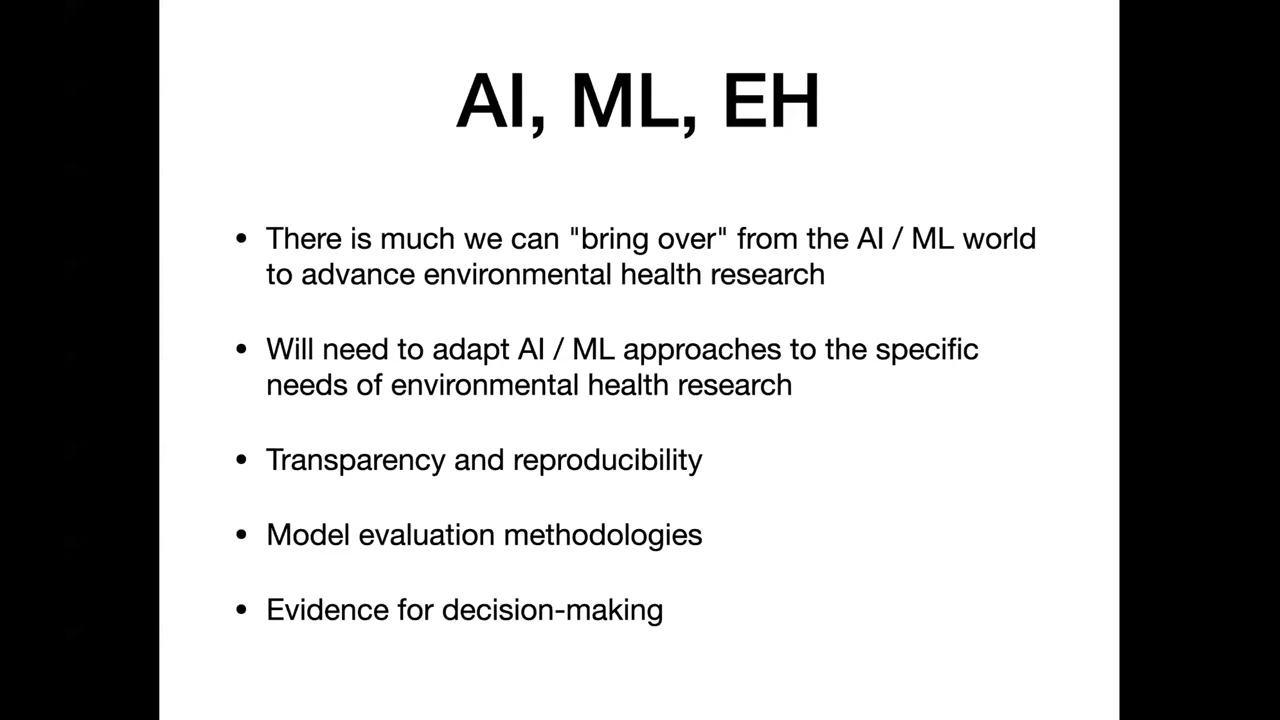 AI, ML, EH
• There is much we can "bring over" from the AI / ML world
to advance environmental health research
• Will need to adapt AI / ML approaches to the specific
needs of environmental health research
• Transparency and reproducibility
• Model evaluation methodologies
• Evidence for decision-making